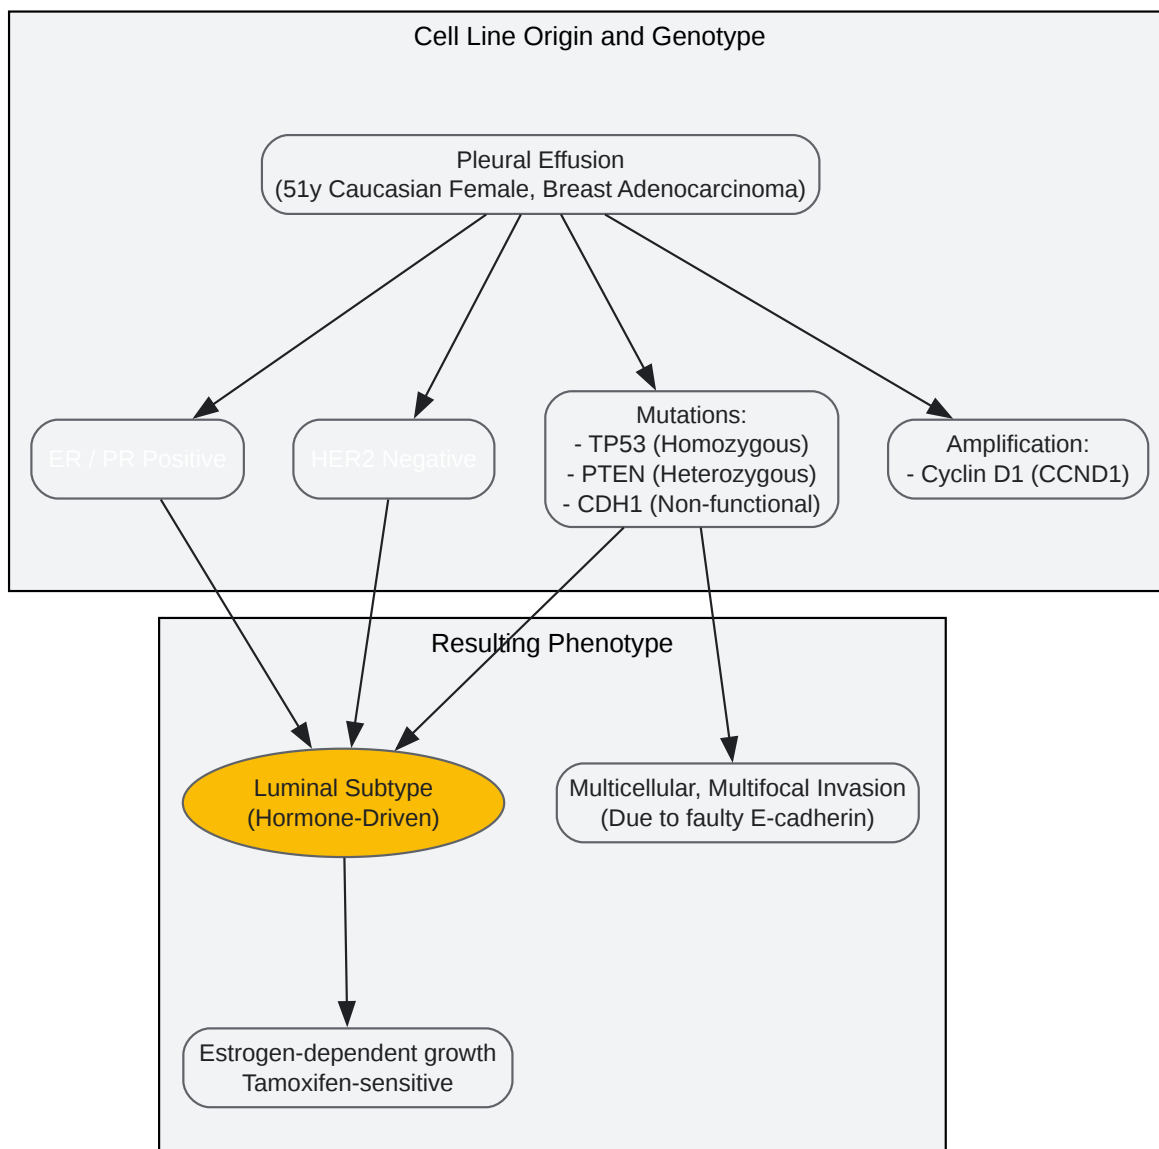 Cell Line Origin and Genotype
Pleural Effusion
(51y Caucasian Female, Breast Adenocarcinoma)
ER / PR Positive
HER2 Negative
Mutations:
- TP53 (Homozygous)
- PTEN (Heterozygous)
- CDH1 (Non-functional)
Amplification:
- Cyclin D1 (CCND1)
Resulting Phenotype
Luminal Subtype
(Hormone-Driven)
Multicellular, Multifocal Invasion
(Due to faulty E-cadherin)
Estrogen-dependent growth
Tamoxifen-sensitive